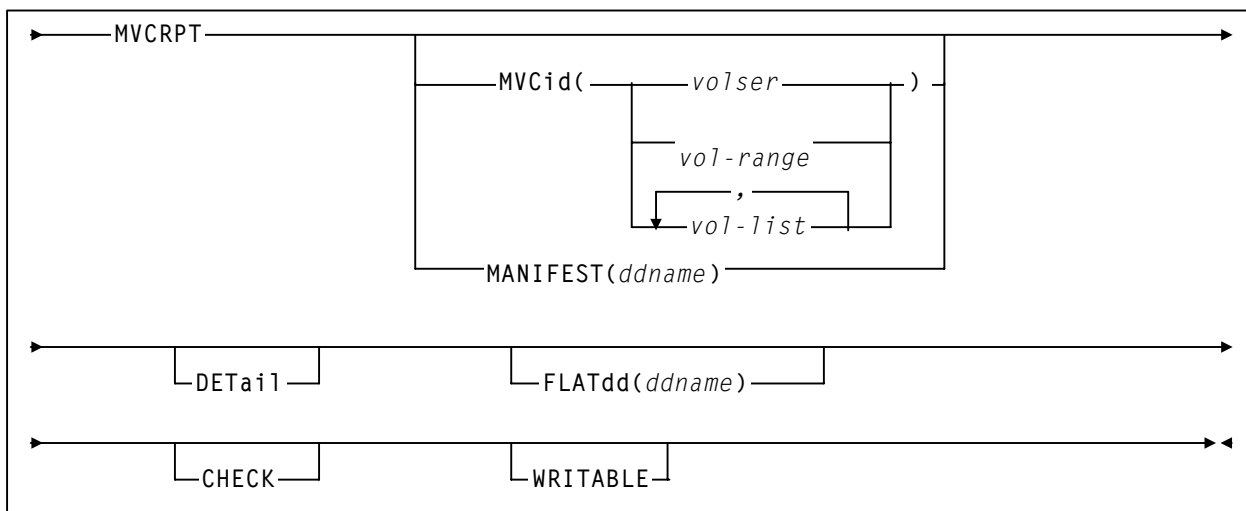 MVCRPT
MVCid( volser )
vol-range
,
vol-list
MANIFEST(ddname)
DETail FLATdd(ddname)
CHECK WRITABLE